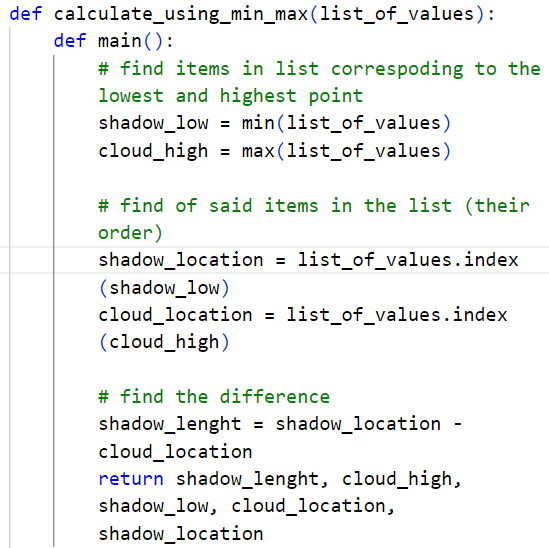 def calculate_using_min_max(list_of_values):
    def main():
        # find items in list correspoding to the
        lowest and highest point
        shadow_low = min(list_of_values)
        cloud_high = max(list_of_values)

        # find of said items in the list (their
        order)
        shadow_location = list_of_values.index
        (shadow_low)
        cloud_location = list_of_values.index
        (cloud_high)

        # find the difference
        shadow_lenght = shadow_location -
        cloud_location
        return shadow_lenght, cloud_high,
        shadow_low, cloud_location,
        shadow_location